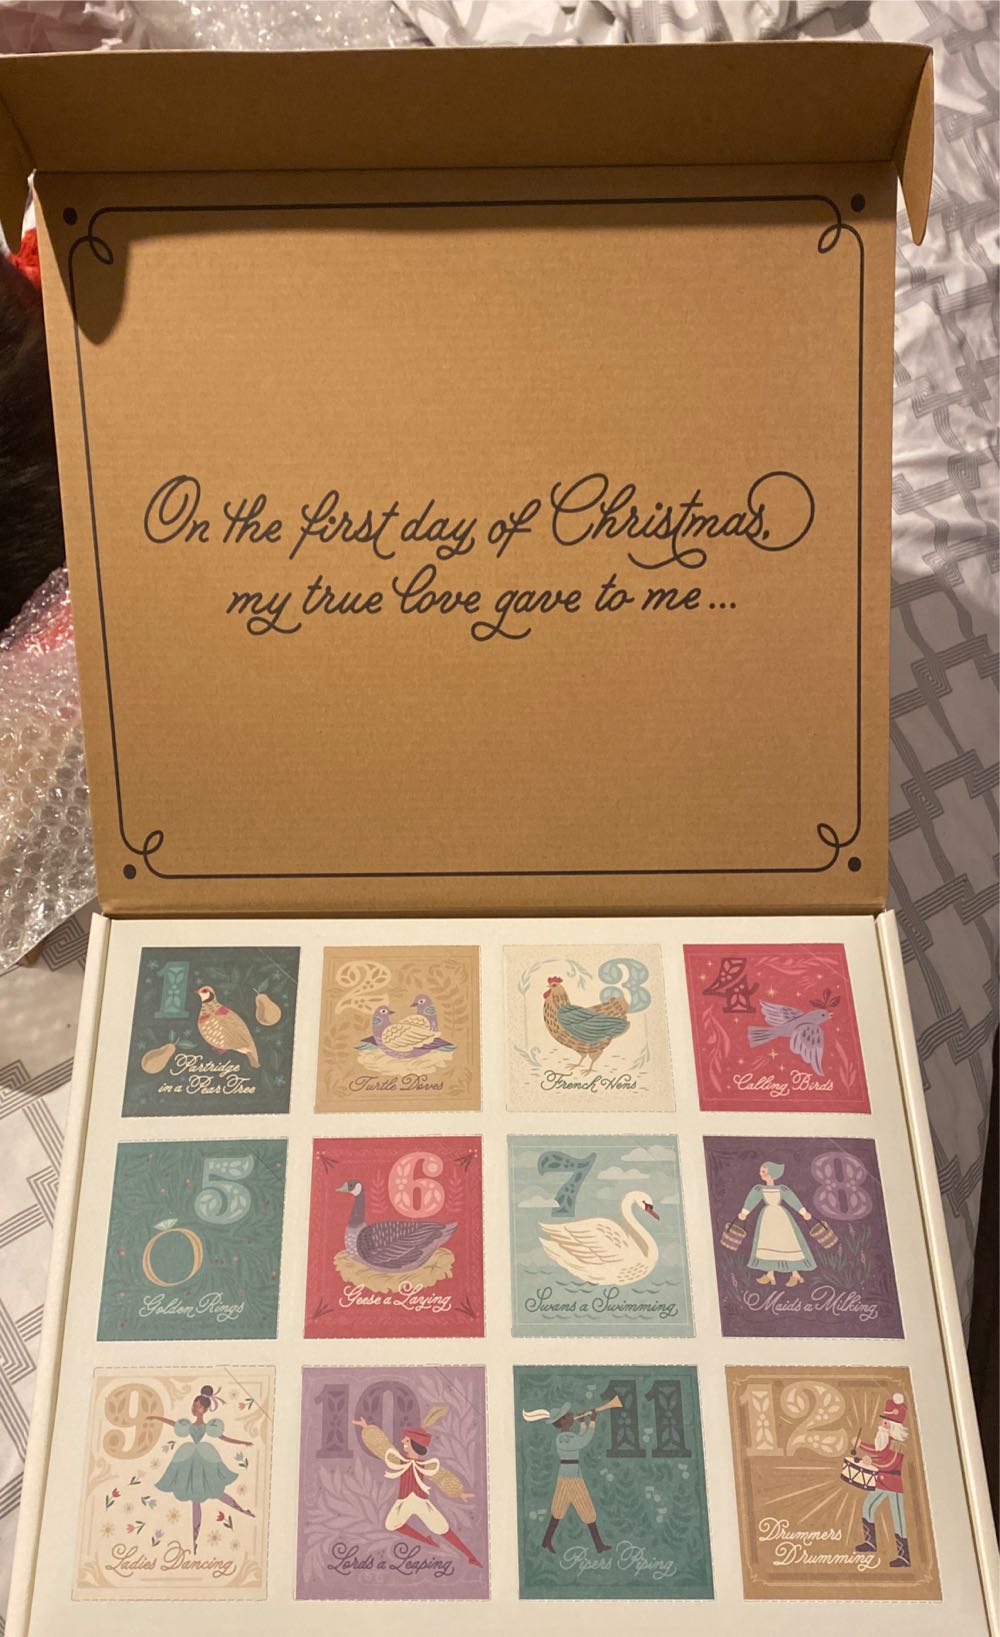 On the first day of Christmas,
my true love gave to me...
1
Partridge
in a Pear Tree
2
Turtle Doves
3
French Hens
4
Calling Birds
5
Golden Rings
6
Geese a Laying
7
Swans a Swimming
8
Maids a Milking
9
Ladies Dancing
10
Lords a Leaping
11
Pipers Piping
12
Drummers
Drumming